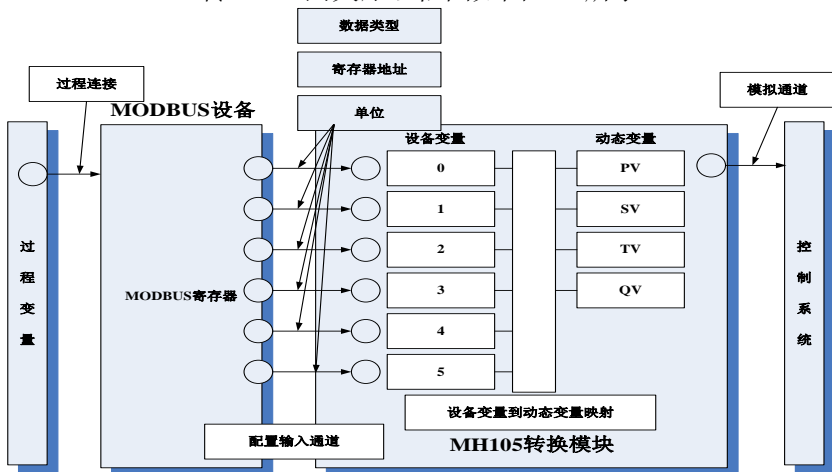 数据类型
寄存器地址
单位
过程连接
MODBUS设备
模拟通道
设备变量
动态变量
0
PV
1
SV
2
TV
3
QV
4
5
过程变量
MODBUS寄存器
控制系统
设备变量到动态变量映射
配置输入通道
MH105转换模块